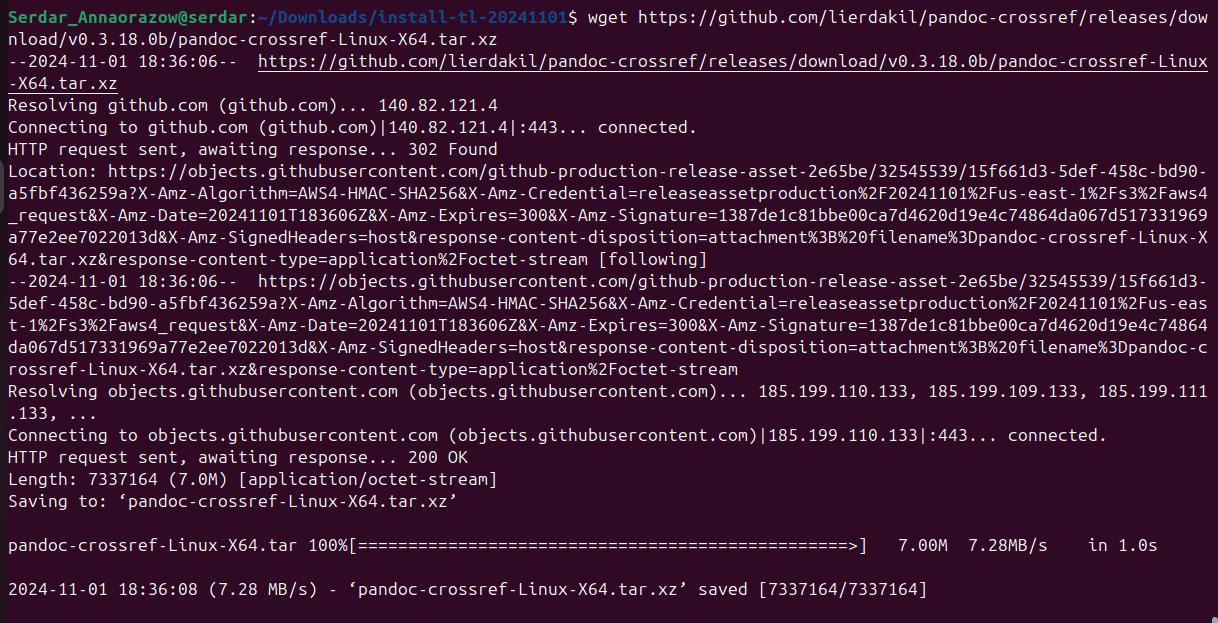 Serdar_Annaorazow@serdar:~/Downloads/install-tl-20241101$ wget https://github.com/lierdakil/pandoc-crossref/releases/dow
nload/v0.3.18.0b/pandoc-crossref-Linux-X64.tar.xz
--2024-11-01 18:36:06--  https://github.com/lierdakil/pandoc-crossref/releases/download/v0.3.18.0b/pandoc-crossref-Linux
-X64.tar.xz
Resolving github.com (github.com)... 140.82.121.4
Connecting to github.com (github.com)|140.82.121.4|:443... connected.
HTTP request sent, awaiting response... 302 Found
Location: https://objects.githubusercontent.com/github-production-release-asset-2e65be/32545539/15f661d3-5def-458c-bd90-
a5fbf436259a?X-Amz-Algorithm=AWS4-HMAC-SHA256&X-Amz-Credential=releaseassetproduction%2F20241101%2Fus-east-1%2Fs3%2Faws4
_request&X-Amz-Date=20241101T183606Z&X-Amz-Expires=300&X-Amz-Signature=1387de1c81bbe00ca7d4620d19e4c74864da067d517331969
a77e2ee7022013d&X-Amz-SignedHeaders=host&response-content-disposition=attachment%3B%20filename%3Dpandoc-crossref-Linux-X
64.tar.xz&response-content-type=application%2Foctet-stream [following]
--2024-11-01 18:36:06--  https://objects.githubusercontent.com/github-production-release-asset-2e65be/32545539/15f661d3-
5def-458c-bd90-a5fbf436259a?X-Amz-Algorithm=AWS4-HMAC-SHA256&X-Amz-Credential=releaseassetproduction%2F20241101%2Fus-eas
t-1%2Fs3%2Faws4_request&X-Amz-Date=20241101T183606Z&X-Amz-Expires=300&X-Amz-Signature=1387de1c81bbe00ca7d4620d19e4c74864
da067d517331969a77e2ee7022013d&X-Amz-SignedHeaders=host&response-content-disposition=attachment%3B%20filename%3Dpandoc-c
rossref-Linux-X64.tar.xz&response-content-type=application%2Foctet-stream
Resolving objects.githubusercontent.com (objects.githubusercontent.com)... 185.199.110.133, 185.199.109.133, 185.199.111
.133, ...
Connecting to objects.githubusercontent.com (objects.githubusercontent.com)|185.199.110.133|:443... connected.
HTTP request sent, awaiting response... 200 OK
Length: 7337164 (7.0M) [application/octet-stream]
Saving to: ‘pandoc-crossref-Linux-X64.tar.xz’
pandoc-crossref-Linux-X64.tar 100%[=================================================>]   7.00M  7.28MB/s    in 1.0s
2024-11-01 18:36:08 (7.28 MB/s) - ‘pandoc-crossref-Linux-X64.tar.xz’ saved [7337164/7337164]